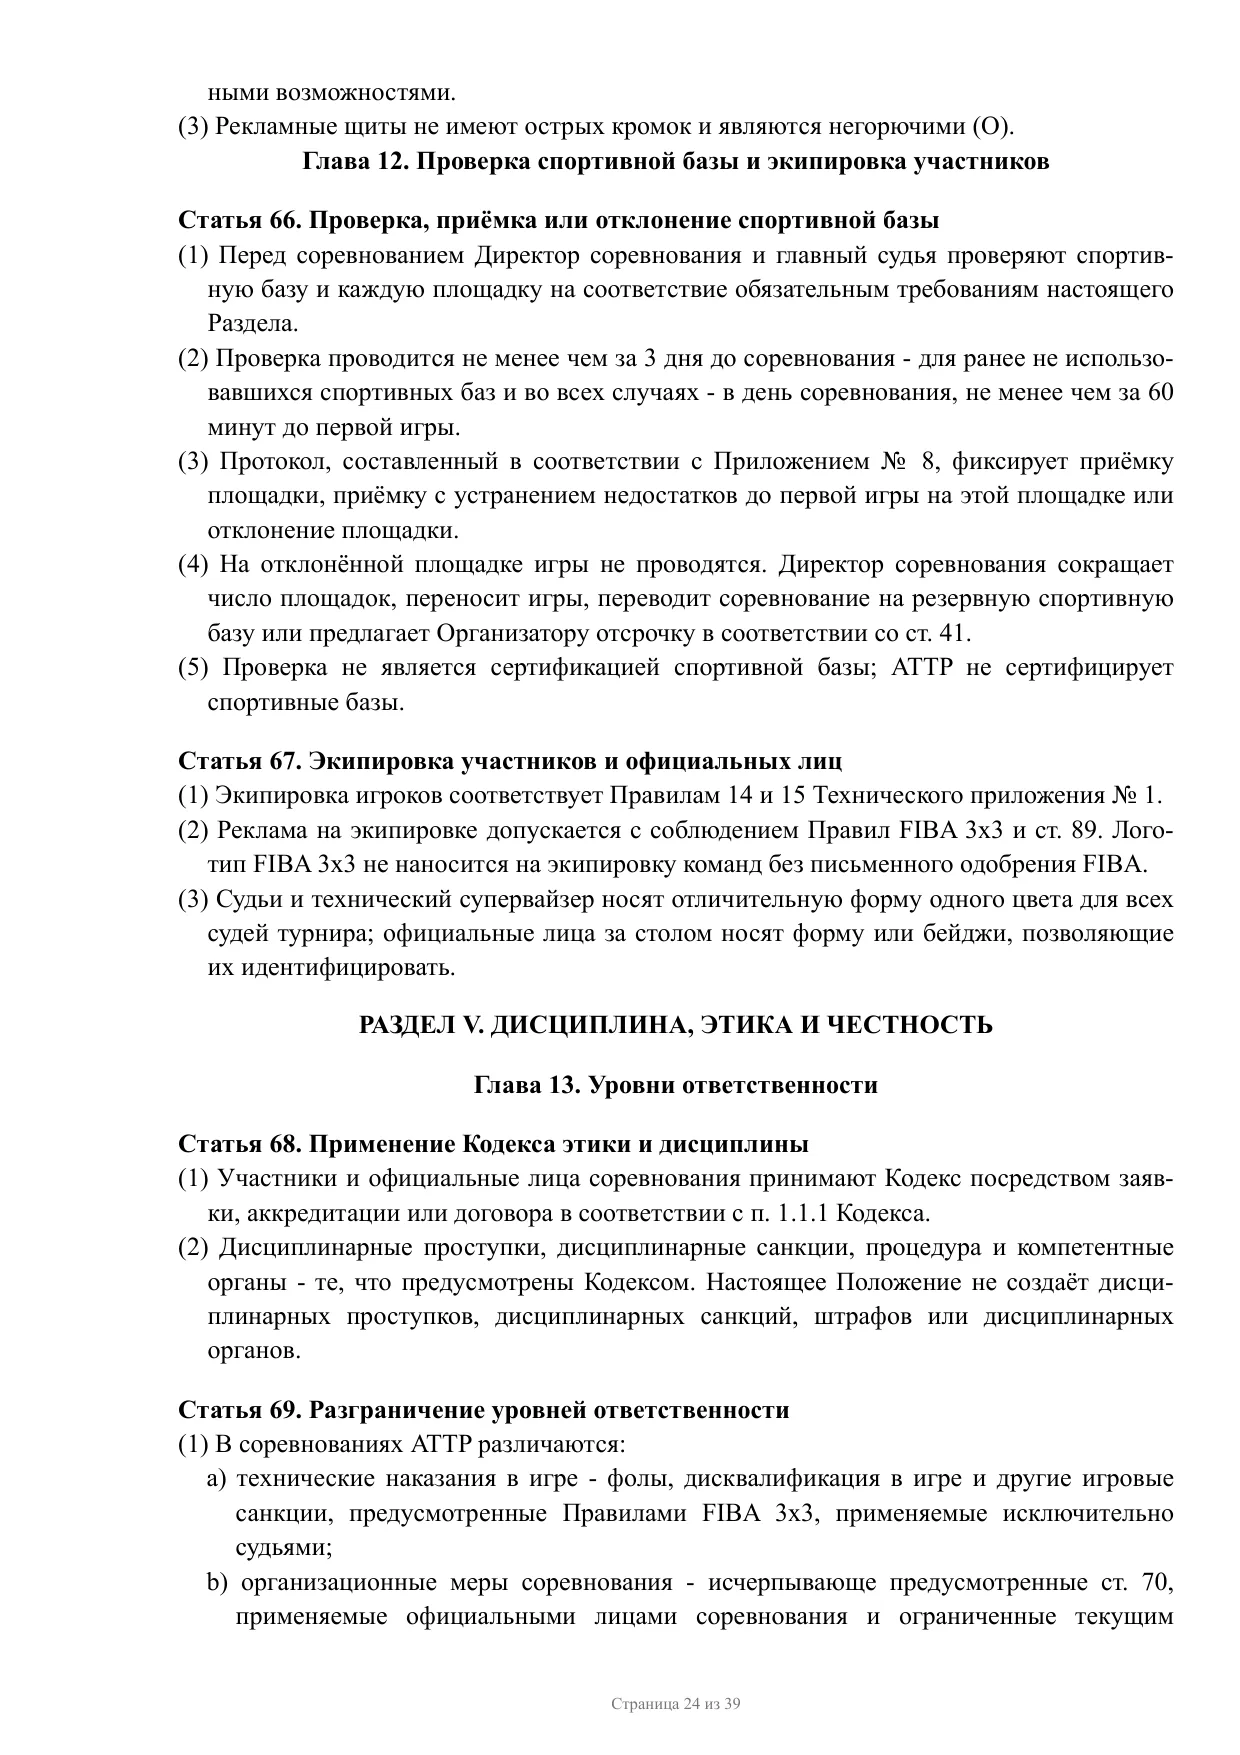 ными возможностями.
(3) Рекламные щиты не имеют острых кромок и являются негорючими (О).
Глава 12. Проверка спортивной базы и экипировка участников
Статья 66. Проверка, приёмка или отклонение спортивной базы
(1) Перед соревнованием Директор соревнования и главный судья проверяют спортив-
ную базу и каждую площадку на соответствие обязательным требованиям настоящего
Раздела.
(2) Проверка проводится не менее чем за 3 дня до соревнования - для ранее не использо-
вавшихся спортивных баз и во всех случаях - в день соревнования, не менее чем за 60
минут до первой игры.
(3) Протокол, составленный в соответствии с Приложением № 8, фиксирует приёмку
площадки, приёмку с устранением недостатков до первой игры на этой площадке или
отклонение площадки.
(4) На отклонённой площадке игры не проводятся. Директор соревнования сокращает
число площадок, переносит игры, переводит соревнование на резервную спортивную
базу или предлагает Организатору отсрочку в соответствии со ст. 41.
(5) Проверка не является сертификацией спортивной базы; АТТР не сертифицирует
спортивные базы.
Статья 67. Экипировка участников и официальных лиц
(1) Экипировка игроков соответствует Правилам 14 и 15 Технического приложения № 1.
(2) Реклама на экипировке допускается с соблюдением Правил FIBA 3x3 и ст. 89. Лого-
тип FIBA 3x3 не наносится на экипировку команд без письменного одобрения FIBA.
(3) Судьи и технический супервайзер носят отличительную форму одного цвета для всех
судей турнира; официальные лица за столом носят форму или бейджи, позволяющие
их идентифицировать.
РАЗДЕЛ V. ДИСЦИПЛИНА, ЭТИКА И ЧЕСТНОСТЬ
Глава 13. Уровни ответственности
Статья 68. Применение Кодекса этики и дисциплины
(1) Участники и официальные лица соревнования принимают Кодекс посредством заяв-
ки, аккредитации или договора в соответствии с п. 1.1.1 Кодекса.
(2) Дисциплинарные проступки, дисциплинарные санкции, процедура и компетентные
органы - те, что предусмотрены Кодексом. Настоящее Положение не создаёт дисци-
плинарных проступков, дисциплинарных санкций, штрафов или дисциплинарных
органов.
Статья 69. Разграничение уровней ответственности
(1) В соревнованиях АТТР различаются:
a) технические наказания в игре - фолы, дисквалификация в игре и другие игровые
санкции, предусмотренные Правилами FIBA 3x3, применяемые исключительно
судьями;
b) организационные меры соревнования - исчерпывающе предусмотренные ст. 70,
применяемые официальными лицами соревнования и ограниченные текущим
Страница 24 из 39